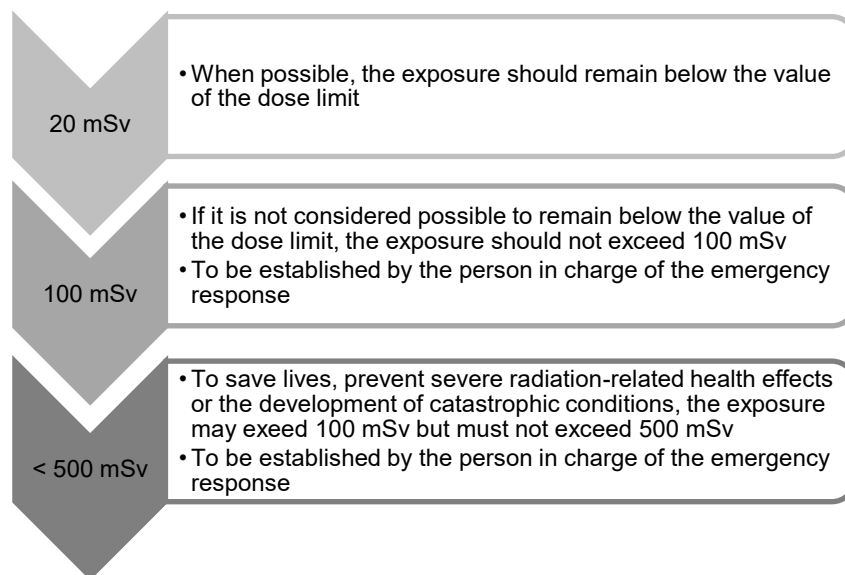 20 mSv
• When possible, the exposure should remain below the value
of the dose limit
100 mSv
• If it is not considered possible to remain below the value of
the dose limit, the exposure should not exceed 100 mSv
• To be established by the person in charge of the emergency
response
< 500 mSv
• To save lives, prevent severe radiation-related health effects
or the development of catastrophic conditions, the exposure
may exeed 100 mSv but must not exceed 500 mSv
• To be established by the person in charge of the emergency
response